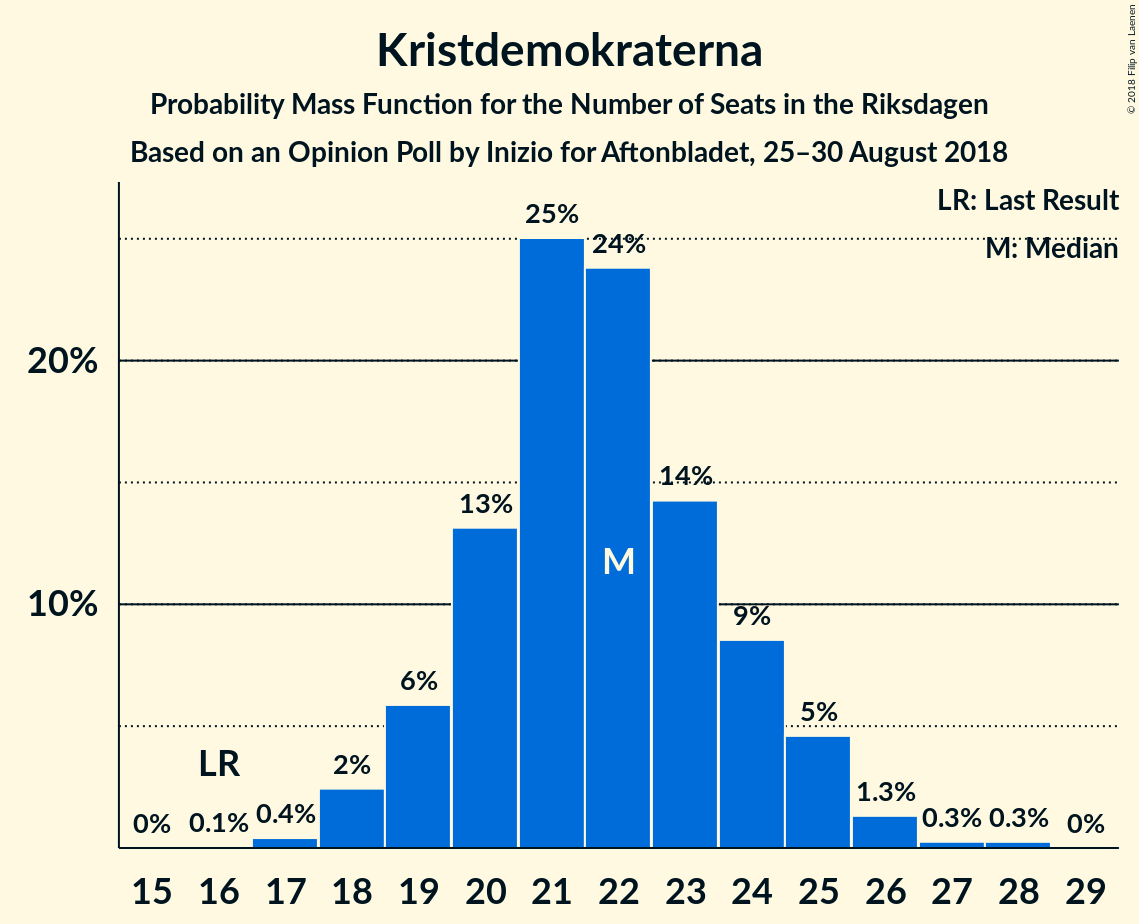 Kristdemokraterna
Probability Mass Function for the Number of Seats in the Riksdagen
Based on an Opinion Poll by Inizio for Aftonbladet, 25–30 August 2018
© 2018 Filip van Laenen
LR: Last Result
M: Median
25%
24%
20%
14%
13%
M
10%
9%
6%
5%
LR
2%
1.3%
0% 0.1% 0.4% 0.3% 0.3% 0%
15 16 17 18 19 20 21 22 23 24 25 26 27 28 29